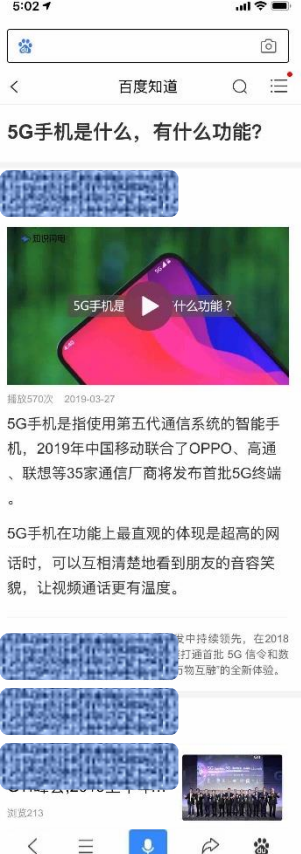 5:02
百度知道
5G手机是什么，有什么功能?
知识网明
5G手机是
什么功能？
播放570次 2019-03-27
5G手机是指使用第五代通信系统的智能手
机，2019年中国移动联合了OPPO、高通
、联想等35家通信厂商将发布首批5G终端
。
5G手机在功能上最直观的体现是超高的网
话时，可以互相清楚地看到朋友的音容笑
貌，让视频通话更有温度。
发中持续领先，在2018
打通首批 5G 信令和数
万物互融”的全新体验。
浏览213